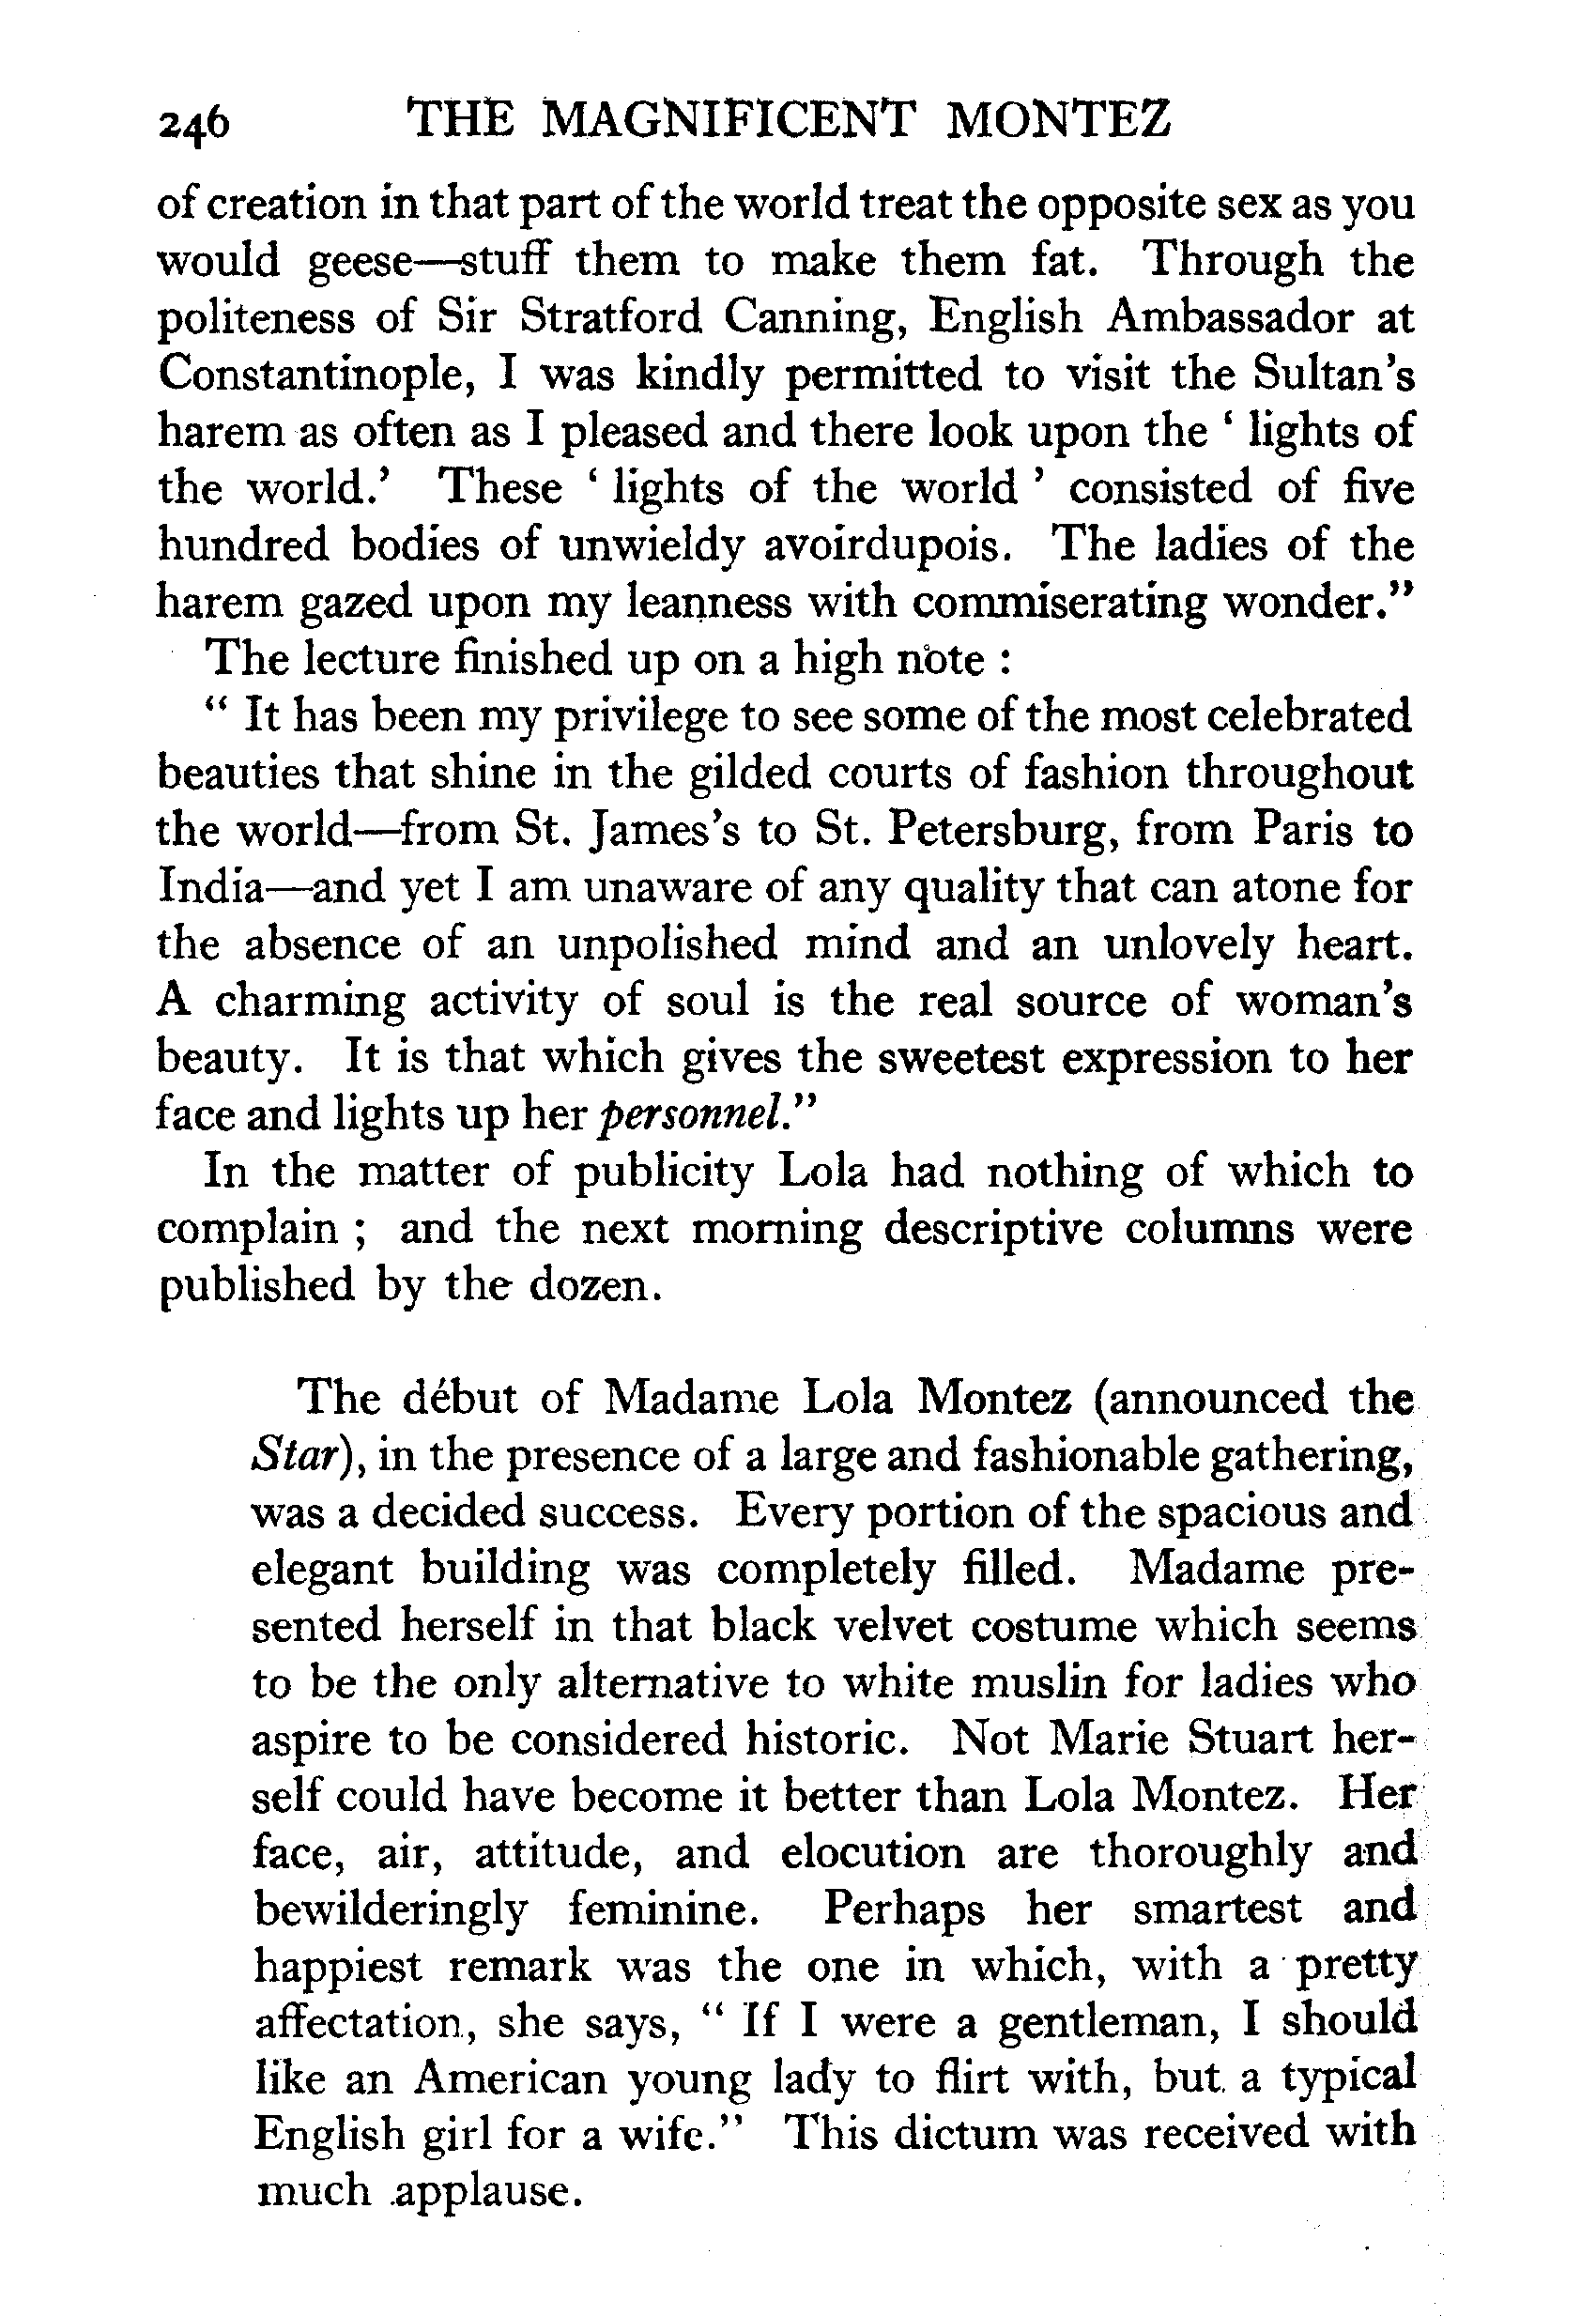 246 THE MAGNIFICENT MONTEZ
of creation in that part of the world treat the opposite sex as you
would geese—stuff them to make them fat. Through the
politeness of Sir Stratford Canning, English Ambassador at
Constantinople, I was kindly permitted to visit the Sultan's
harem as often as I pleased and there look upon the ‘ lights of
the world.’ These ‘ lights of the world ’ consisted of five
hundred bodies of unwieldy avoirdupois. The ladies of the
harem gazed upon my leanness with commiserating wonder.”
The lecture finished up on a high note :
“ It has been my privilege to see some of the most celebrated
beauties that shine in the gilded courts of fashion throughout
the world—from St. James's to St. Petersburg, from Paris to
India—and yet I am unaware of any quality that can atone for
the absence of an unpolished mind and an unlovely heart.
A charming activity of soul is the real source of woman's
beauty. It is that which gives the sweetest expression to her
face and lights up her personnel.”
In the matter of publicity Lola had nothing of which to
complain ; and the next morning descriptive columns were
published by the dozen.
The début of Madame Lola Montez (announced the
Star), in the presence of a large and fashionable gathering,
was a decided success. Every portion of the spacious and
elegant building was completely filled. Madame pre-
sented herself in that black velvet costume which seems
to be the only alternative to white muslin for ladies who
aspire to be considered historic. Not Marie Stuart her-
self could have become it better than Lola Montez. Her
face, air, attitude, and elocution are thoroughly and
bewilderingly feminine. Perhaps her smartest and
happiest remark was the one in which, with a pretty
affectation, she says, “ If I were a gentleman, I should
like an American young lady to flirt with, but a typical
English girl for a wife.” This dictum was received with
much applause.